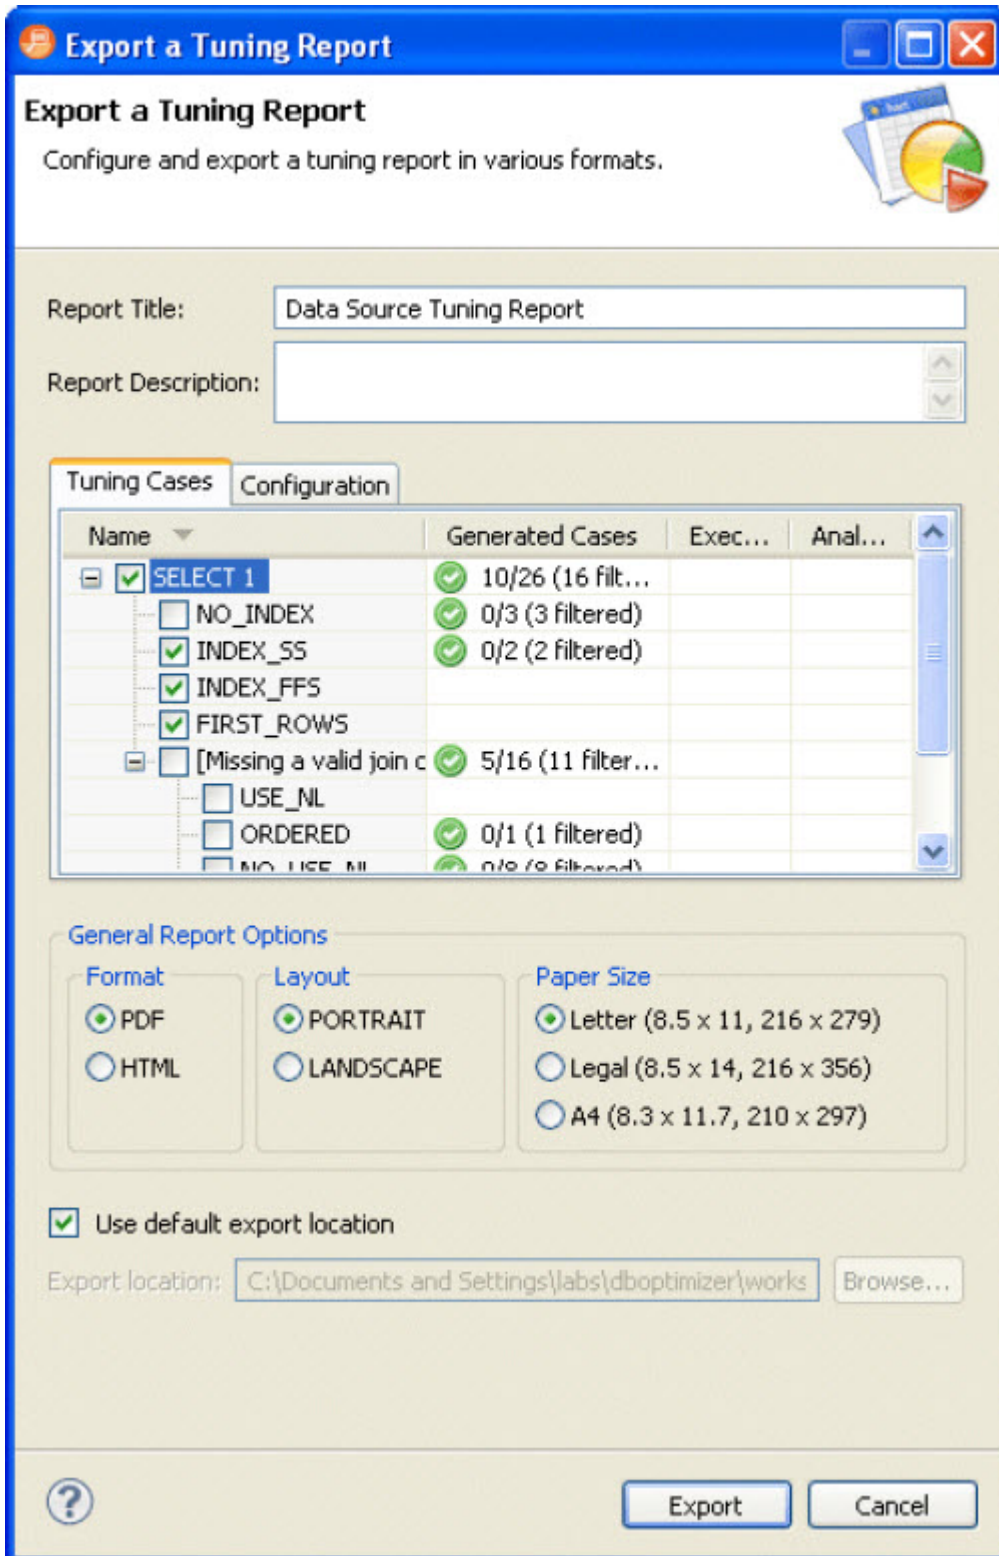 Export a Tuning Report
Export a Tuning Report
Configure and export a tuning report in various formats.
Report Title: Data Source Tuning Report
Report Description:
Tuning Cases Configuration
Name Generated Cases Exec... Anal...
SELECT 1 10/26 (16 filt...
NO_INDEX 0/3 (3 filtered)
INDEX_SS 0/2 (2 filtered)
INDEX_FFS
FIRST_ROWS
[Missing a valid join c 5/16 (11 filter...
USE_NL
ORDERED 0/1 (1 filtered)
NO_USE_NL 0/8 (8 filtered)
General Report Options
Format Layout Paper Size
PDF PORTRAIT Letter (8.5 x 11, 216 x 279)
HTML LANDSCAPE Legal (8.5 x 14, 216 x 356)
A4 (8.3 x 11.7, 210 x 297)
Use default export location
Export location: C:\Documents and Settings\labs\dboptimizer\works Browse...
? Export Cancel